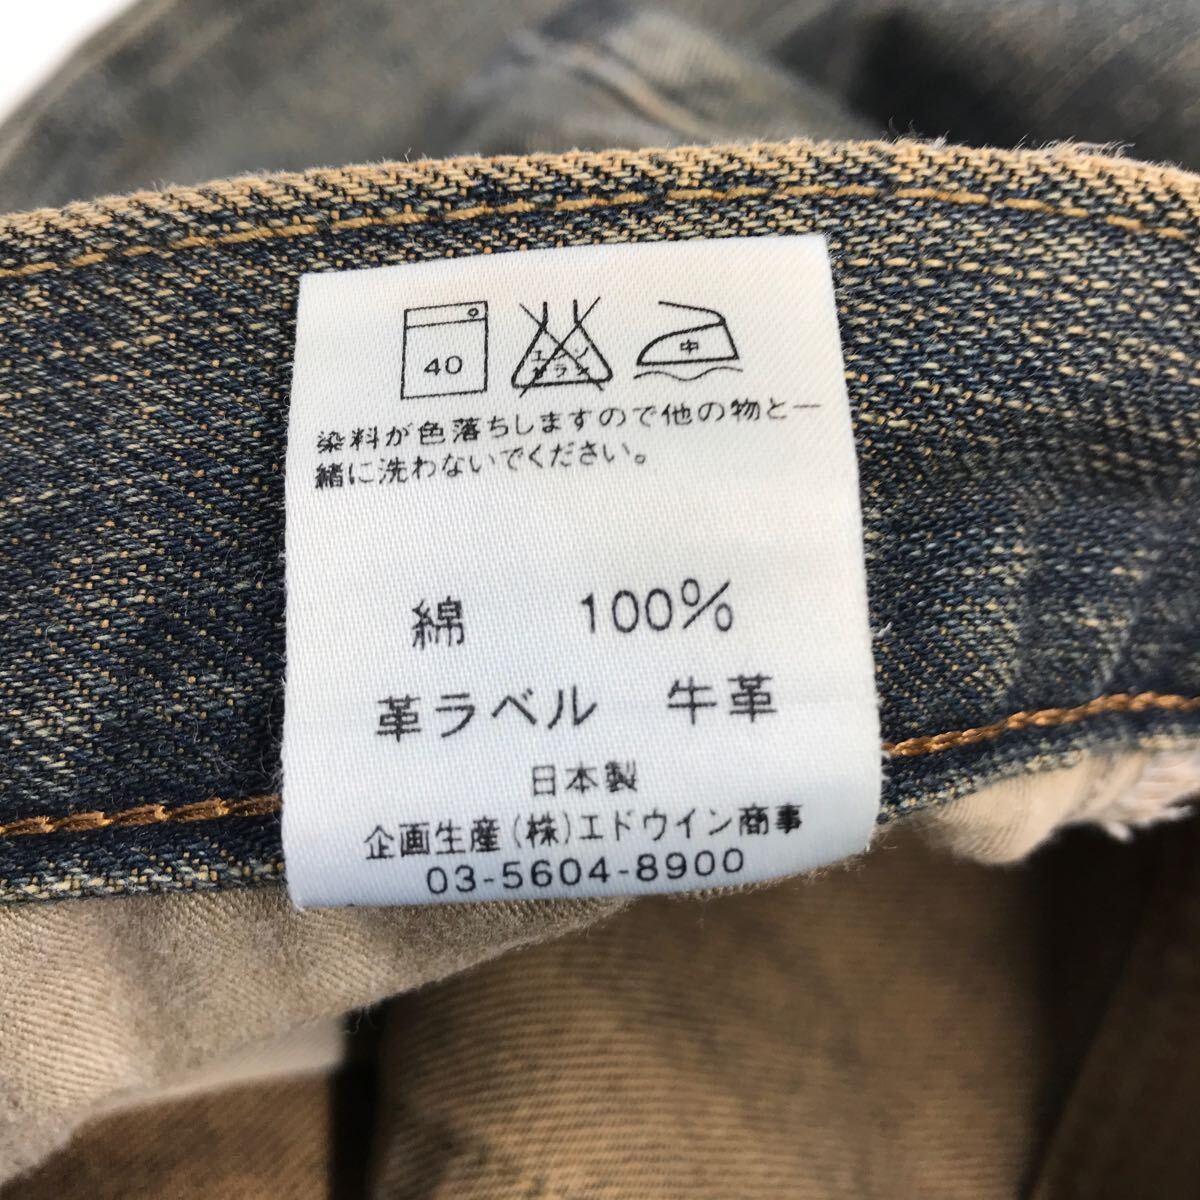 40
エンソ サラシ
中
染料が色落ちしますので他の物と一
緒に洗わないでください。
綿 100%
革ラベル 牛革
日本製
企画生産(株)エドウイン商事
03-5604-8900